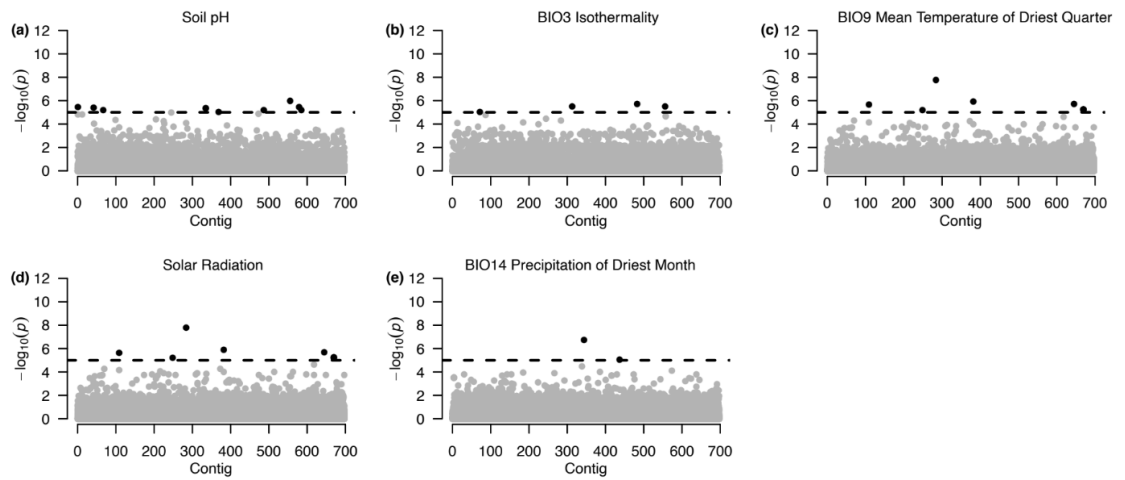 (a) Soil pH
12
10
8
6
4
2
0
−log10(p)
0 100 200 300 400 500 600 700
Contig
(b) BIO3 Isothermality
12
10
8
6
4
2
0
−log10(p)
0 100 200 300 400 500 600 700
Contig
(c) BIO9 Mean Temperature of Driest Quarter
12
10
8
6
4
2
0
−log10(p)
0 100 200 300 400 500 600 700
Contig
(d) Solar Radiation
12
10
8
6
4
2
0
−log10(p)
0 100 200 300 400 500 600 700
Contig
(e) BIO14 Precipitation of Driest Month
12
10
8
6
4
2
0
−log10(p)
0 100 200 300 400 500 600 700
Contig